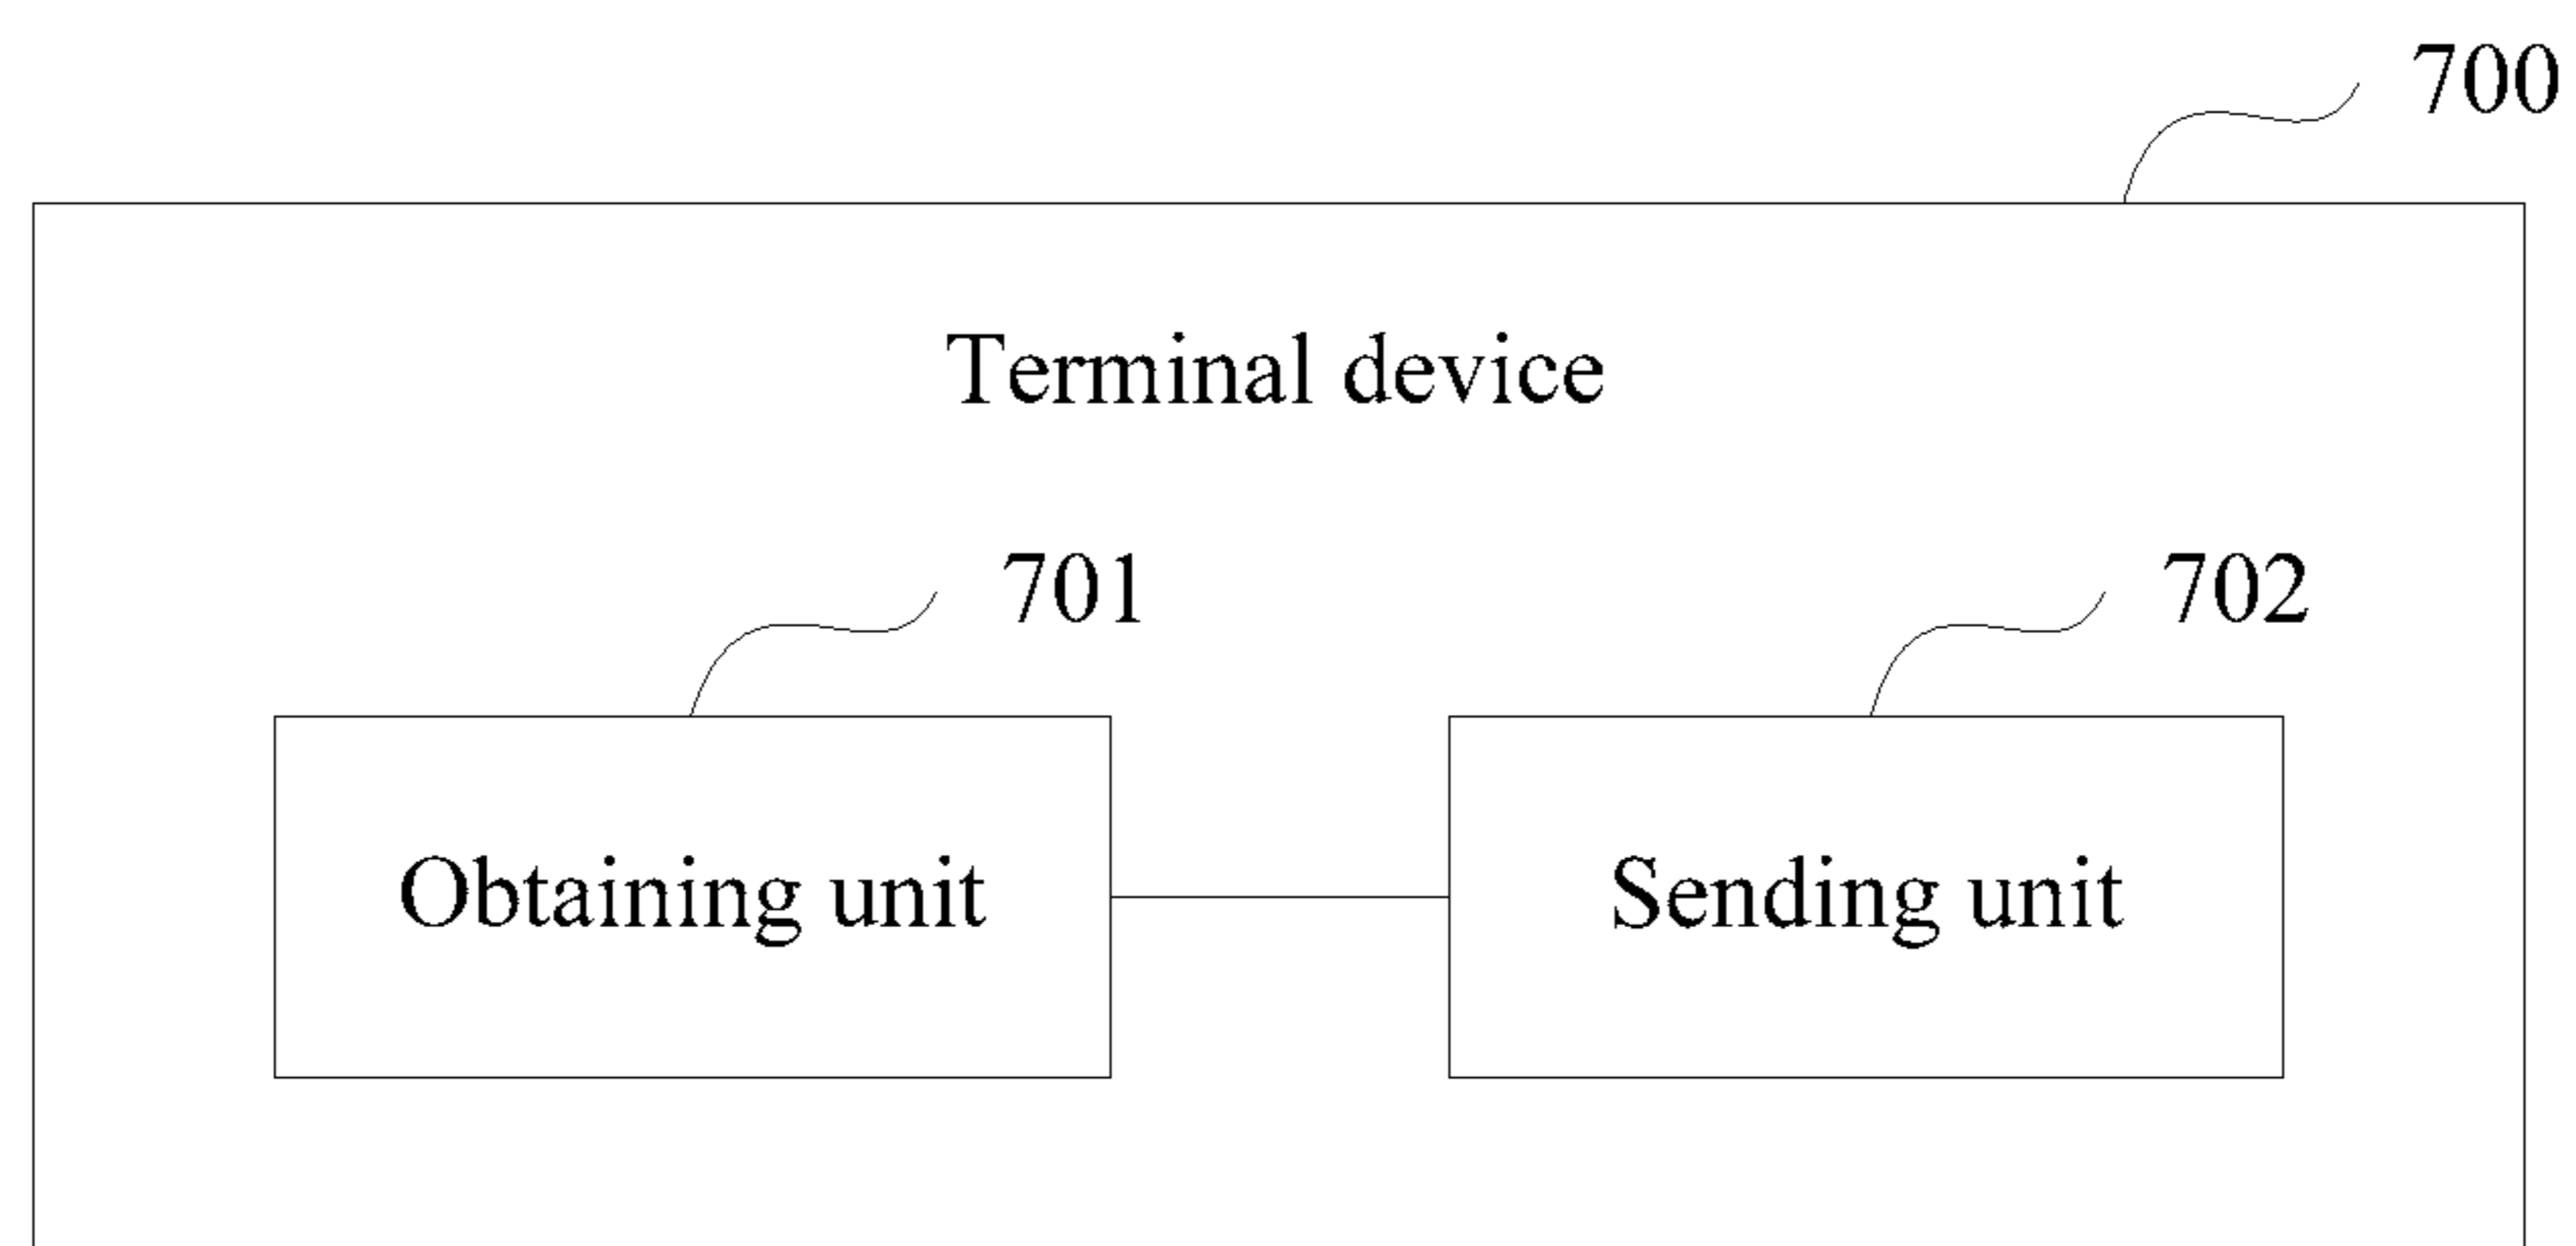 700
Terminal device
701
702
Obtaining unit
Sending unit